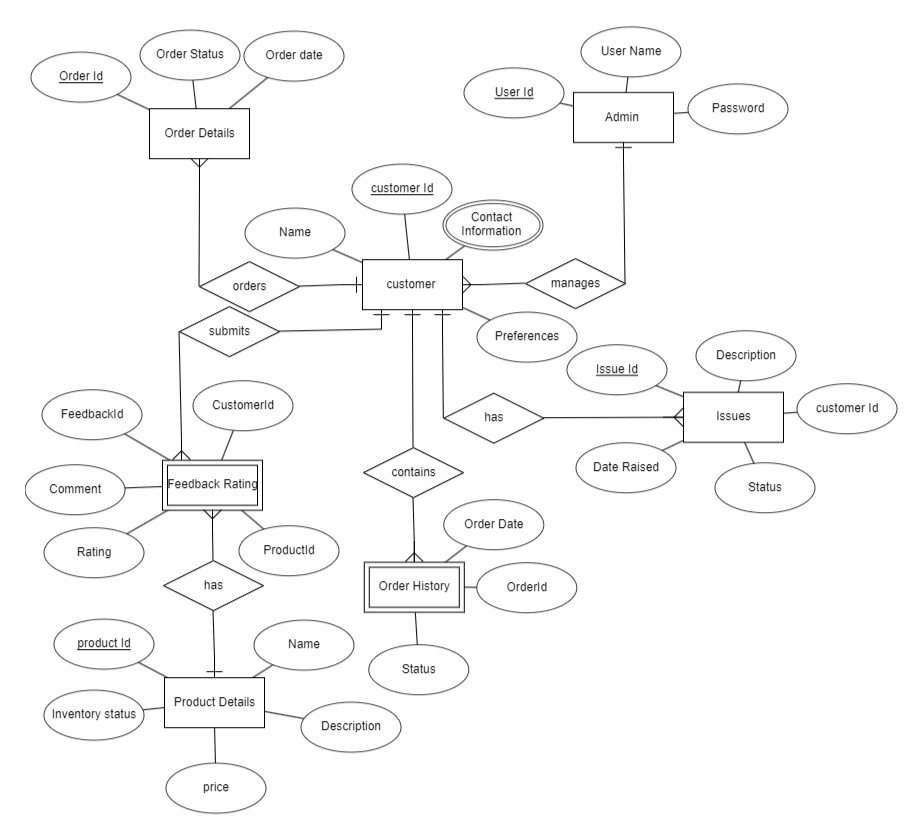 Order Status
Order date
Order Id
Order Details
User Name
User Id
Password
Admin
customer Id
Contact
Information
Name
customer
orders
manages
submits
Preferences
Description
Issue Id
customer Id
Issues
has
Date Raised
Status
FeedbackId
CustomerId
Feedback Rating
Comment
Rating
ProductId
contains
Order Date
Order History
OrderId
Status
has
product Id
Name
Product Details
Inventory status
Description
price